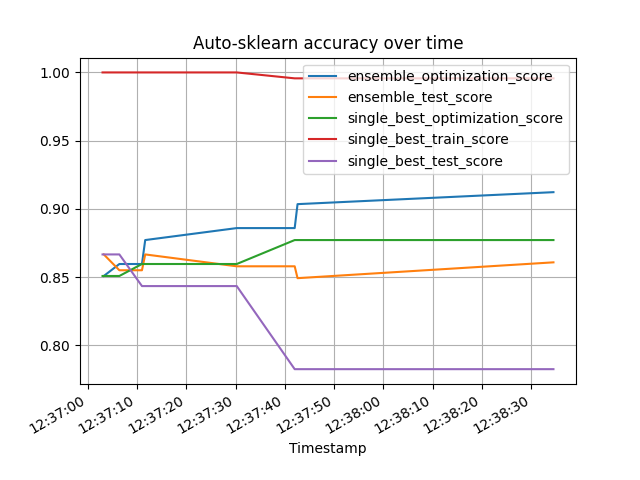 Auto-sklearn accuracy over time
1.00
0.95
0.90
0.85
0.80
ensemble_optimization_score
ensemble_test_score
single_best_optimization_score
single_best_train_score
single_best_test_score
12:37:00
12:37:10
12:37:20
12:37:30
12:37:40
12:37:50
12:38:00
12:38:10
12:38:20
12:38:30
Timestamp